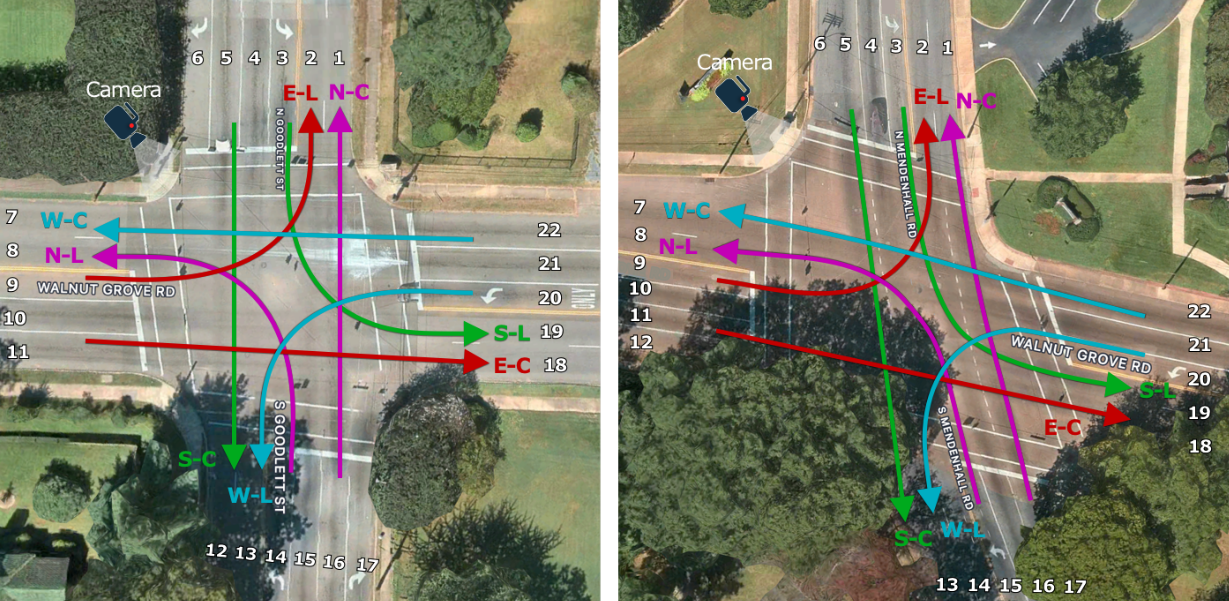 6 5 4 3 2 1
Camera
E-L N-C
N GOODLETT ST
7
W-C
22
8
N-L
21
9
WALNUT GROVE RD
20
ONLY
10
S-L 19
11
E-C 18
S GOODLETT ST
S-C
W-L
12 13 14 15 16 17
6 5 4 3 2 1
Camera
E-L N-C
N MENDENHALL RD
7
W-C
8
N-L
9
10
11
12
22
21
WALNUT GROVE RD
20
S-L
19
E-C
18
S MENDENHALL RD
S-C
W-L
13 14 15 16 17